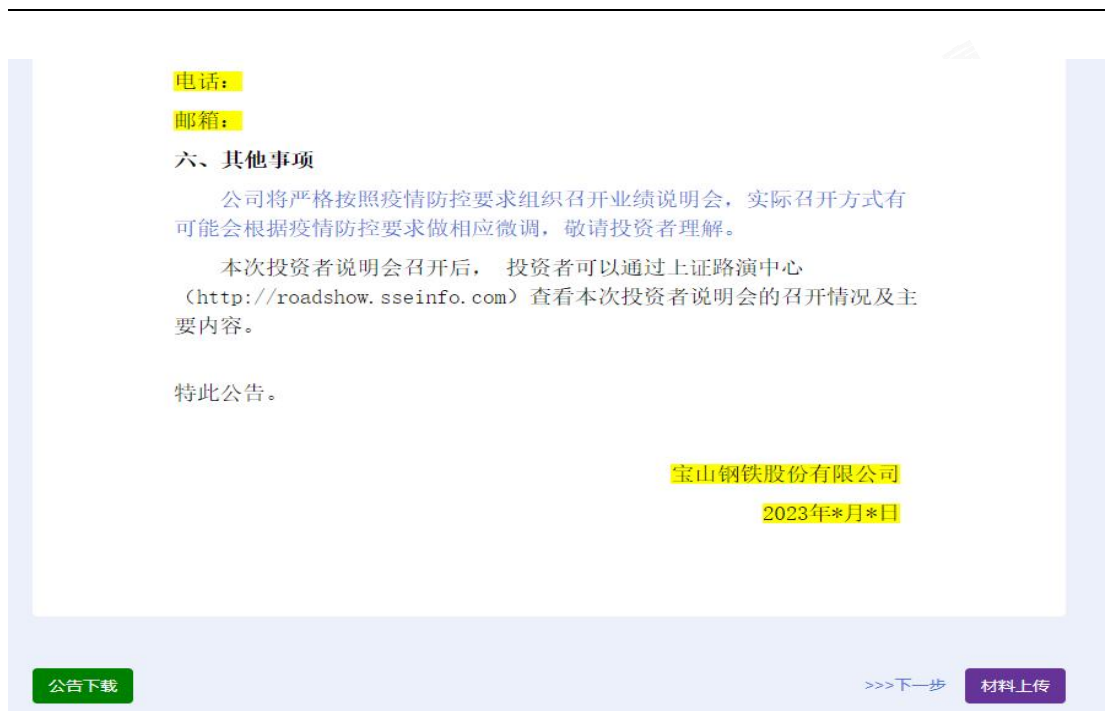 电话：
邮箱：
六、其他事项
公司将严格按照疫情防控要求组织召开业绩说明会，实际召开方式有
可能会根据疫情防控要求做相应微调，敬请投资者理解。
本次投资者说明会召开后， 投资者可以通过上证路演中心
（http://roadshow.sseinfo.com）查看本次投资者说明会的召开情况及主
要内容。
特此公告。
宝山钢铁股份有限公司
2023年*月*日
公告下载
>>>下一步 材料上传